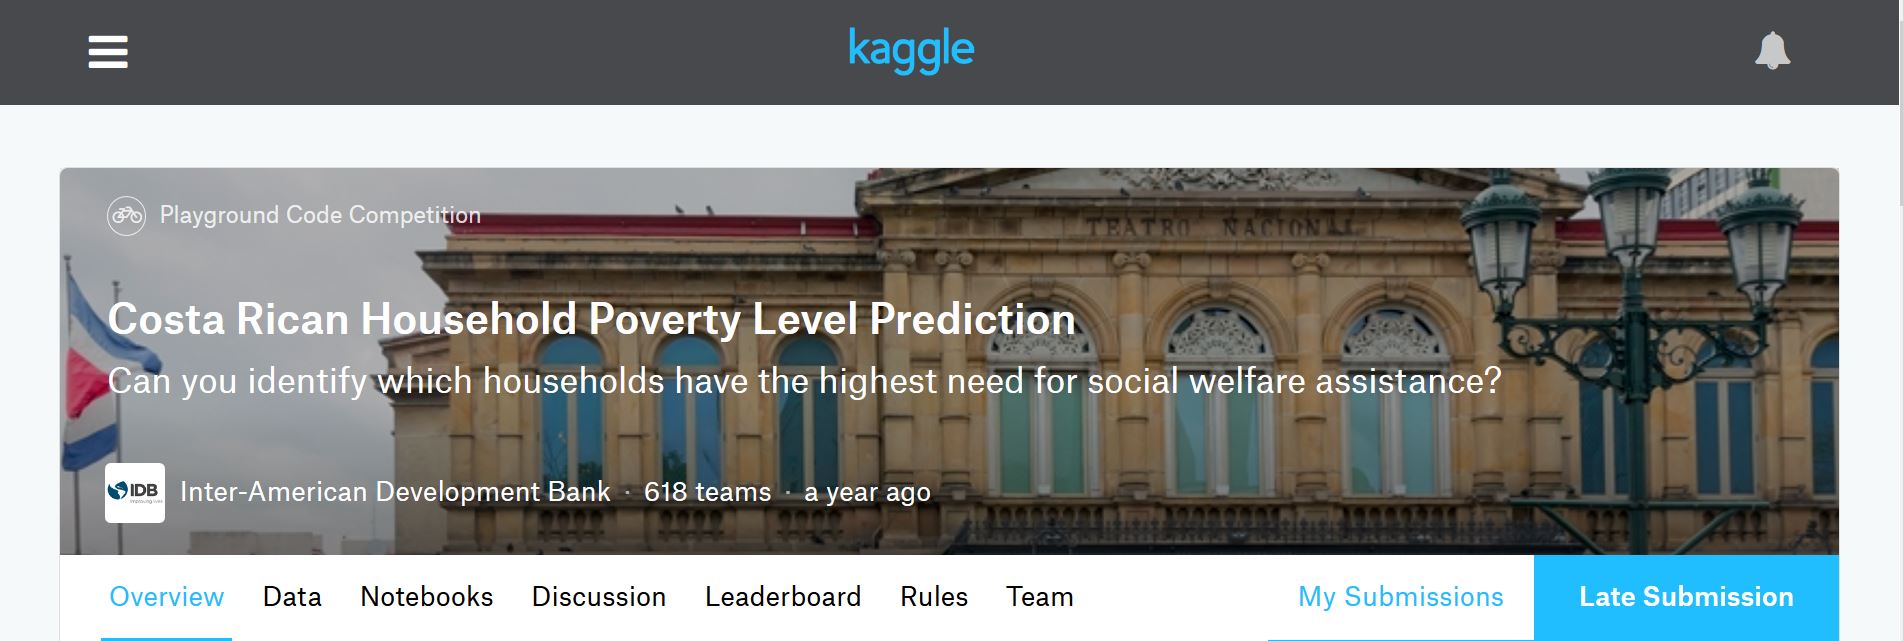 kaggle
Playground Code Competition
TEATRO NACIONAL
Costa Rican Household Poverty Level Prediction
Can you identify which households have the highest need for social welfare assistance?
IDB
Inter-American Development Bank · 618 teams · a year ago
Overview Data Notebooks Discussion Leaderboard Rules Team My Submissions Late Submission